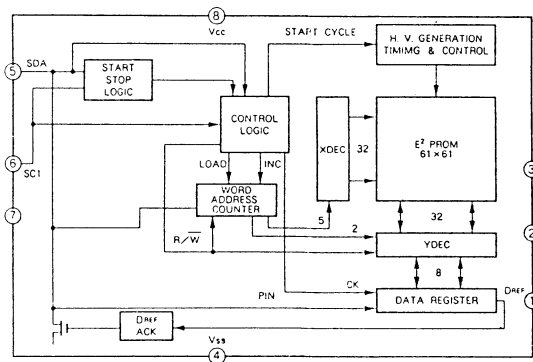 8
Vcc
START CYCLE
H. V. GENERATION
TIMIMG & CONTROL
5
SDA
START
STOP
LOGIC
CONTROL
LOGIC
XDEC
32
E² PROM
61×61
6
SC1
LOAD
INC
3
7
WORD
ADDRESS
COUNTER
5
2
32
R/W̅
YDEC
2
8
CK
DREF
PIN
DATA REGISTER
1
DREF
ACK
Vss
4